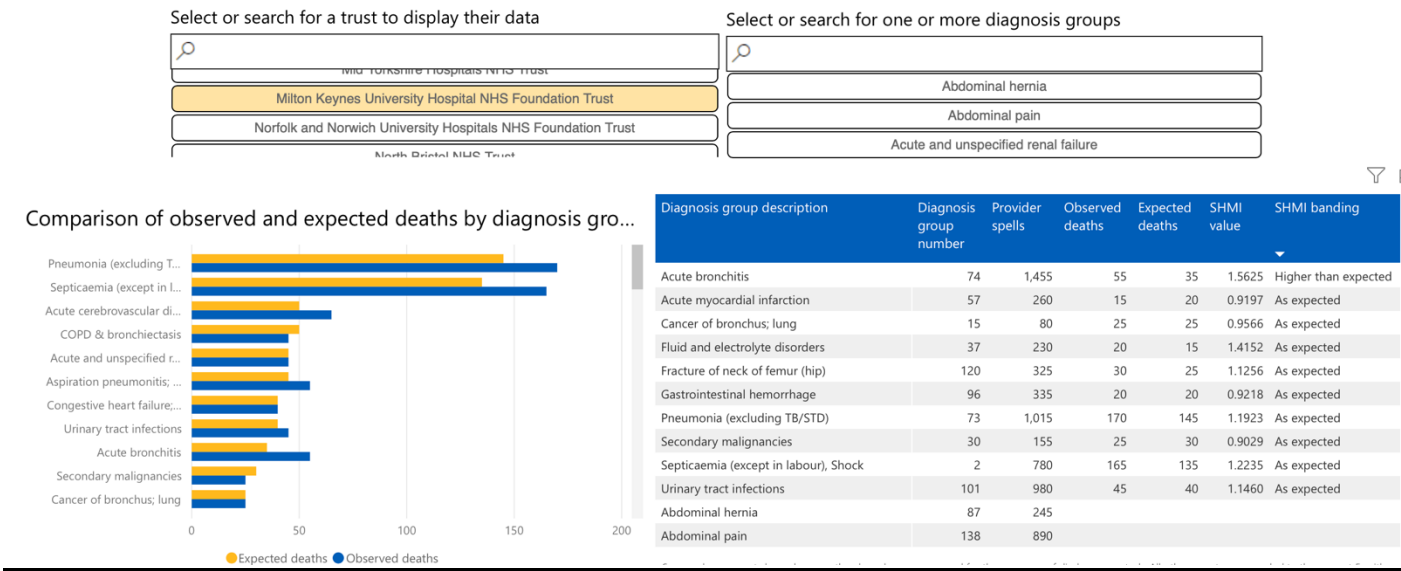 Select or search for a trust to display their data
Select or search for one or more diagnosis groups
Mid Yorkshire Hospitals NHS Trust
Milton Keynes University Hospital NHS Foundation Trust
Norfolk and Norwich University Hospitals NHS Foundation Trust
North Bristol NHS Trust
Abdominal hernia
Abdominal pain
Acute and unspecified renal failure
Comparison of observed and expected deaths by diagnosis gro...
Pneumonia (excluding T...
Septicaemia (except in l...
Acute cerebrovascular di...
COPD & bronchiectasis
Acute and unspecified r...
Aspiration pneumonitis; ...
Congestive heart failure;...
Urinary tract infections
Acute bronchitis
Secondary malignancies
Cancer of bronchus; lung
0 50 100 150 200
Expected deaths Observed deaths
Diagnosis group description Diagnosis group number Provider spells Observed deaths Expected deaths SHMI value SHMI banding
Acute bronchitis 74 1,455 55 35 1.5625 Higher than expected
Acute myocardial infarction 57 260 15 20 0.9197 As expected
Cancer of bronchus; lung 15 80 25 25 0.9566 As expected
Fluid and electrolyte disorders 37 230 20 15 1.4152 As expected
Fracture of neck of femur (hip) 120 325 30 25 1.1256 As expected
Gastrointestinal hemorrhage 96 335 20 20 0.9218 As expected
Pneumonia (excluding TB/STD) 73 1,015 170 145 1.1923 As expected
Secondary malignancies 30 155 25 30 0.9029 As expected
Septicaemia (except in labour), Shock 2 780 165 135 1.2235 As expected
Urinary tract infections 101 980 45 40 1.1460 As expected
Abdominal hernia 87 245
Abdominal pain 138 890